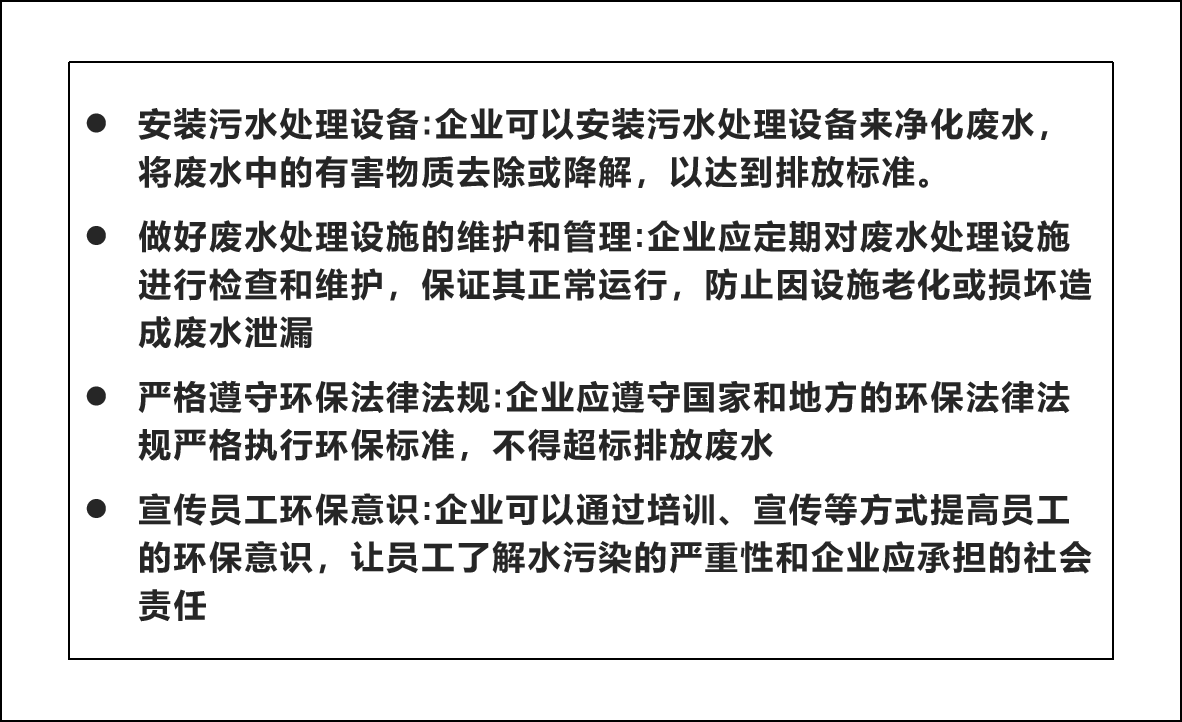 ● 安装污水处理设备:企业可以安装污水处理设备来净化废水，
将废水中的有害物质去除或降解，以达到排放标准。
● 做好废水处理设施的维护和管理:企业应定期对废水处理设施
进行检查和维护，保证其正常运行，防止因设施老化或损坏造
成废水泄漏
● 严格遵守环保法律法规:企业应遵守国家和地方的环保法律法
规严格执行环保标准，不得超标排放废水
● 宣传员工环保意识:企业可以通过培训、宣传等方式提高员工
的环保意识，让员工了解水污染的严重性和企业应承担的社会
责任